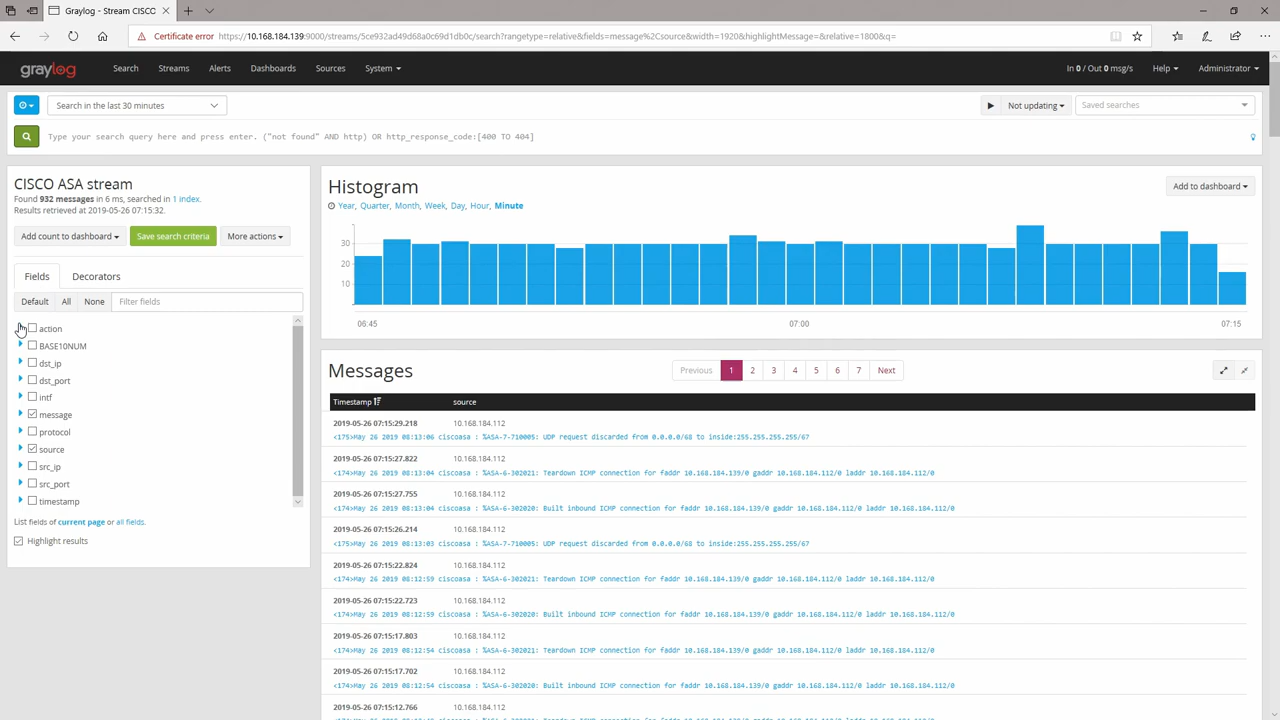 Graylog - Stream CISCO
Certificate error https://10.168.184.139:9000/streams/5ce932ad49d68a0c69d1db0c/search?rangetype=relative&fields=message%2Csource&width=1920&highlightMessage=&relative=1800&q=
graylog Search Streams Alerts Dashboards Sources System In 0 / Out 0 msg/s Help Administrator
Search in the last 30 minutes Not updating Saved searches
Type your search query here and press enter. ("not found" AND http) OR http_response_code:[400 TO 404]
CISCO ASA stream
Found 932 messages in 6 ms, searched in 1 index.
Results retrieved at 2019-05-26 07:15:32.
Add count to dashboard Save search criteria More actions
Fields Decorators
Default All None Filter fields
action
BASE10NUM
dst_ip
dst_port
intf
message
protocol
source
src_ip
src_port
timestamp
List fields of current page or all fields.
Highlight results
Histogram
Add to dashboard
Year, Quarter, Month, Week, Day, Hour, Minute
30
20
10
06:45 07:00 07:15
Messages
Previous 1 2 3 4 5 6 7 Next
Timestamp source
2019-05-26 07:15:29.218 10.168.184.112
<175>May 26 2019 08:13:06 ciscoasa : %ASA-7-710005: UDP request discarded from 0.0.0.0/68 to inside:255.255.255.255/67
2019-05-26 07:15:27.822 10.168.184.112
<174>May 26 2019 08:13:04 ciscoasa : %ASA-6-302021: Teardown ICMP connection for faddr 10.168.184.139/0 gaddr 10.168.184.112/0 laddr 10.168.184.112/0
2019-05-26 07:15:27.755 10.168.184.112
<174>May 26 2019 08:13:04 ciscoasa : %ASA-6-302020: Built inbound ICMP connection for faddr 10.168.184.139/0 gaddr 10.168.184.112/0 laddr 10.168.184.112/0
2019-05-26 07:15:26.214 10.168.184.112
<175>May 26 2019 08:13:03 ciscoasa : %ASA-7-710005: UDP request discarded from 0.0.0.0/68 to inside:255.255.255.255/67
2019-05-26 07:15:22.824 10.168.184.112
<174>May 26 2019 08:12:59 ciscoasa : %ASA-6-302021: Teardown ICMP connection for faddr 10.168.184.139/0 gaddr 10.168.184.112/0 laddr 10.168.184.112/0
2019-05-26 07:15:22.723 10.168.184.112
<174>May 26 2019 08:12:59 ciscoasa : %ASA-6-302020: Built inbound ICMP connection for faddr 10.168.184.139/0 gaddr 10.168.184.112/0 laddr 10.168.184.112/0
2019-05-26 07:15:17.803 10.168.184.112
<174>May 26 2019 08:12:54 ciscoasa : %ASA-6-302021: Teardown ICMP connection for faddr 10.168.184.139/0 gaddr 10.168.184.112/0 laddr 10.168.184.112/0
2019-05-26 07:15:17.702 10.168.184.112
<174>May 26 2019 08:12:54 ciscoasa : %ASA-6-302020: Built inbound ICMP connection for faddr 10.168.184.139/0 gaddr 10.168.184.112/0 laddr 10.168.184.112/0
2019-05-26 07:15:12.766 10.168.184.112